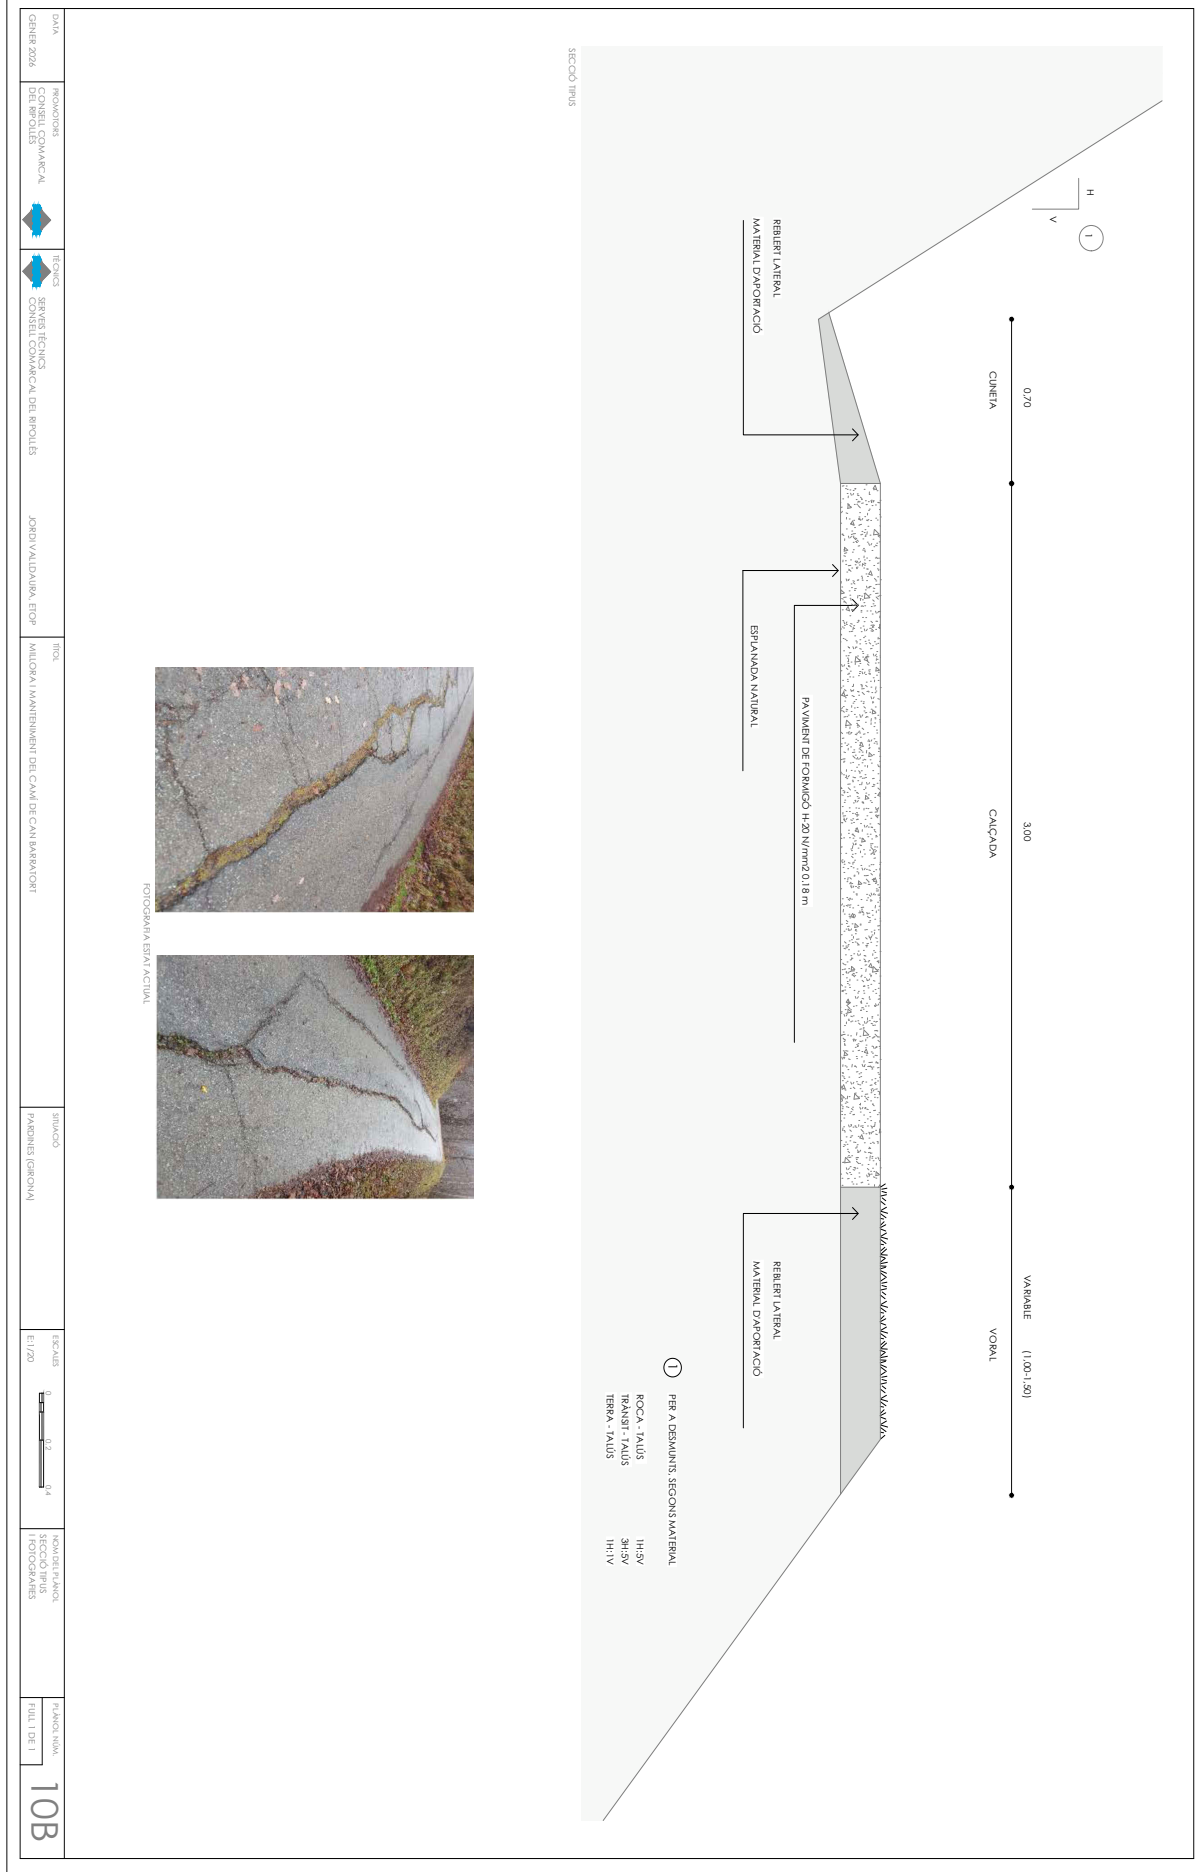 H
V
1
0,70
CUNETA
3,00
CALÇADA
VARIABLE (1,00-1,50)
VORAL
REBLERT LATERAL
MATERIAL D'APORTACIÓ
ESPLANADA NATURAL
PAVIMENT DE FORMIGÓ H-20 N/mm2 0.18 m
REBLERT LATERAL
MATERIAL D'APORTACIÓ
1 PER A DESMUNTS, SEGONS MATERIAL
ROCA - TALÚS 1H:5V
TRÀNSIT - TALÚS 3H:5V
TERRA - TALÚS 1H:1V
SECCIÓ TIPUS
FOTOGRAFIA ESTAT ACTUAL
DATA
GENER 2026
PROMOTORS
CONSELL COMARCAL
DEL RIPOLLÈS
TÈCNICS
SERVEIS TÈCNICS
CONSELL COMARCAL DEL RIPOLLÈS
JORDI VALLDAURA, ETOP
TÍTOL
MILLORA I MANTENIMENT DEL CAMÍ DE CAN BARRATORT
SITUACIÓ
PARDINES (GIRONA)
ESCALES
E:1/20
0 0.2 0.4
NOM DEL PLÀNOL
SECCIÓ TIPUS
I FOTOGRAFIES
PLÀNOL NÚM.
FULL 1 DE 1
10B